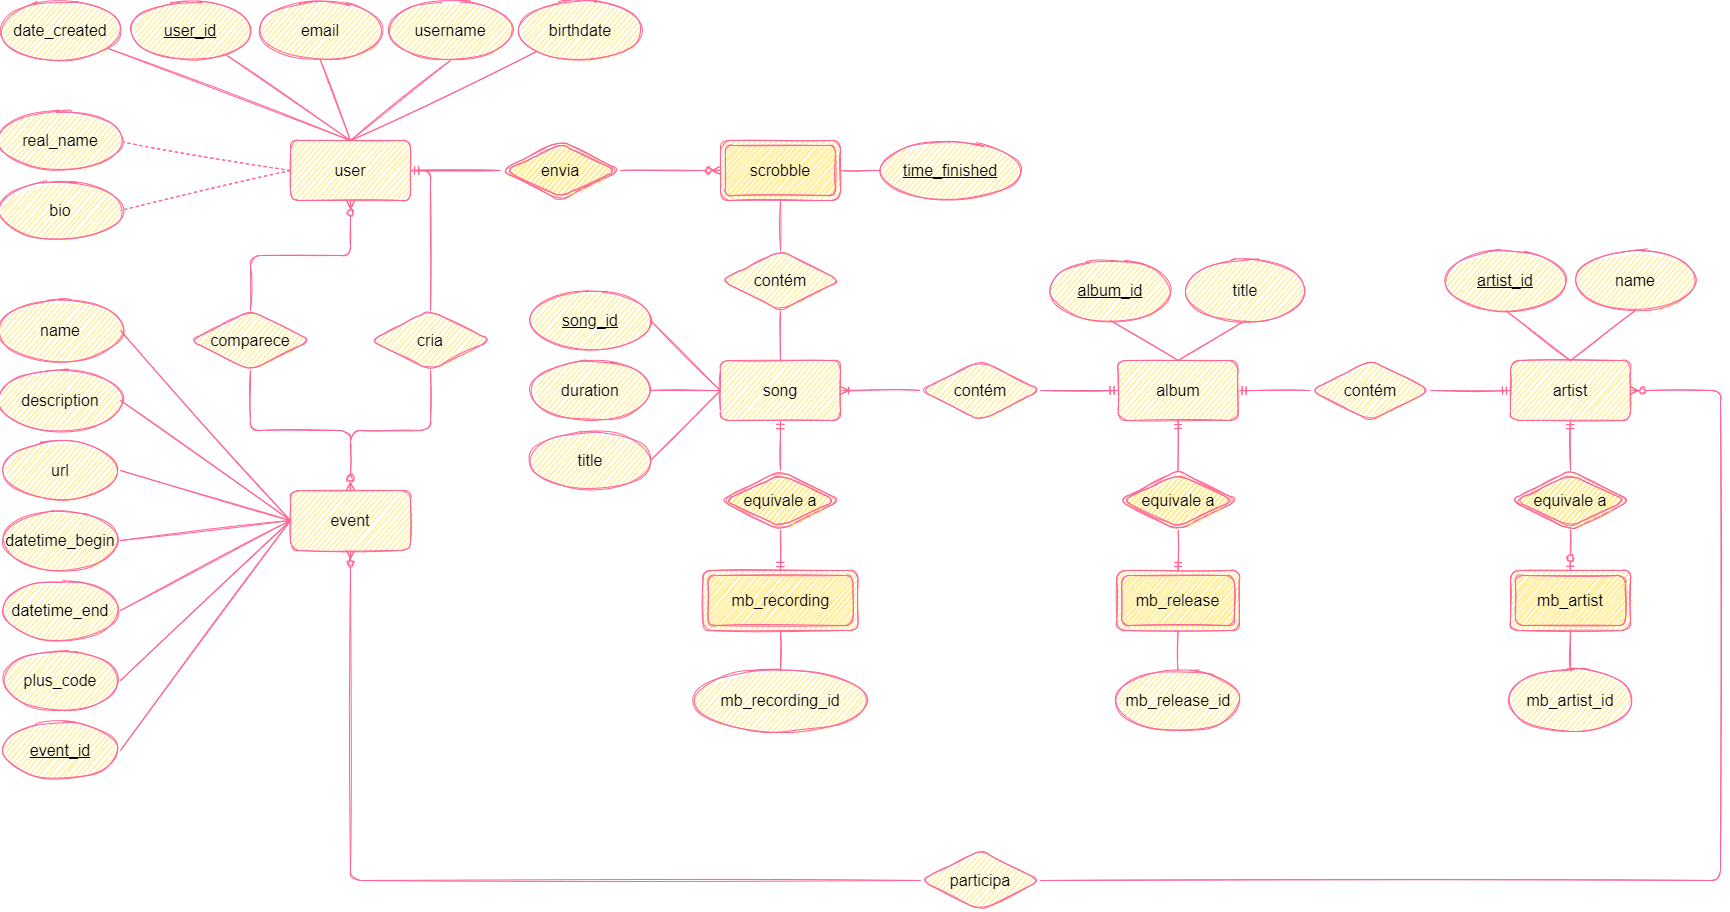 date_created
user_id
email
username
birthdate
real_name
user
envia
scrobble
time_finished
bio
contém
album_id
title
artist_id
name
name
comparece
cria
song_id
description
duration
song
contém
album
contém
artist
url
title
datetime_begin
event
equivale a
equivale a
equivale a
datetime_end
mb_recording
mb_release
mb_artist
plus_code
mb_recording_id
mb_release_id
mb_artist_id
event_id
participa